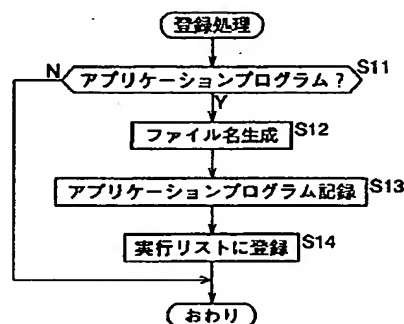 登録処理
N アプリケーションプログラム? S11
Y
ファイル名生成 S12
アプリケーションプログラム記録 S13
実行リストに登録 S14
おわり